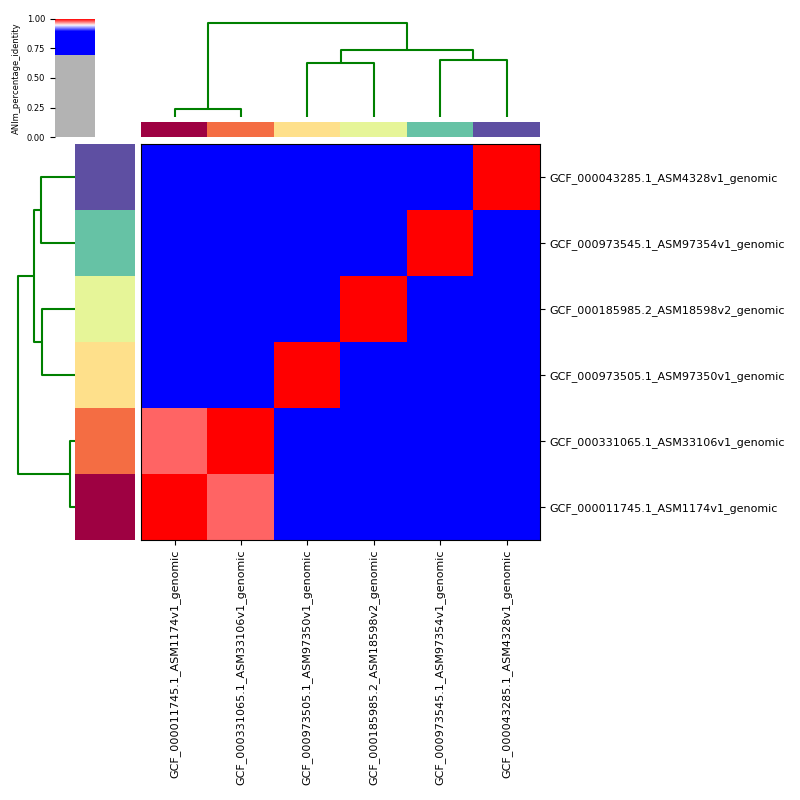 ANIm_percentage_identity
1.00
0.75
0.50
0.25
0.00
GCF_000043285.1_ASM4328v1_genomic
GCF_000973545.1_ASM97354v1_genomic
GCF_000185985.2_ASM18598v2_genomic
GCF_000973505.1_ASM97350v1_genomic
GCF_000331065.1_ASM33106v1_genomic
GCF_000011745.1_ASM1174v1_genomic
GCF_000011745.1_ASM1174v1_genomic
GCF_000331065.1_ASM33106v1_genomic
GCF_000973505.1_ASM97350v1_genomic
GCF_000185985.2_ASM18598v2_genomic
GCF_000973545.1_ASM97354v1_genomic
GCF_000043285.1_ASM4328v1_genomic